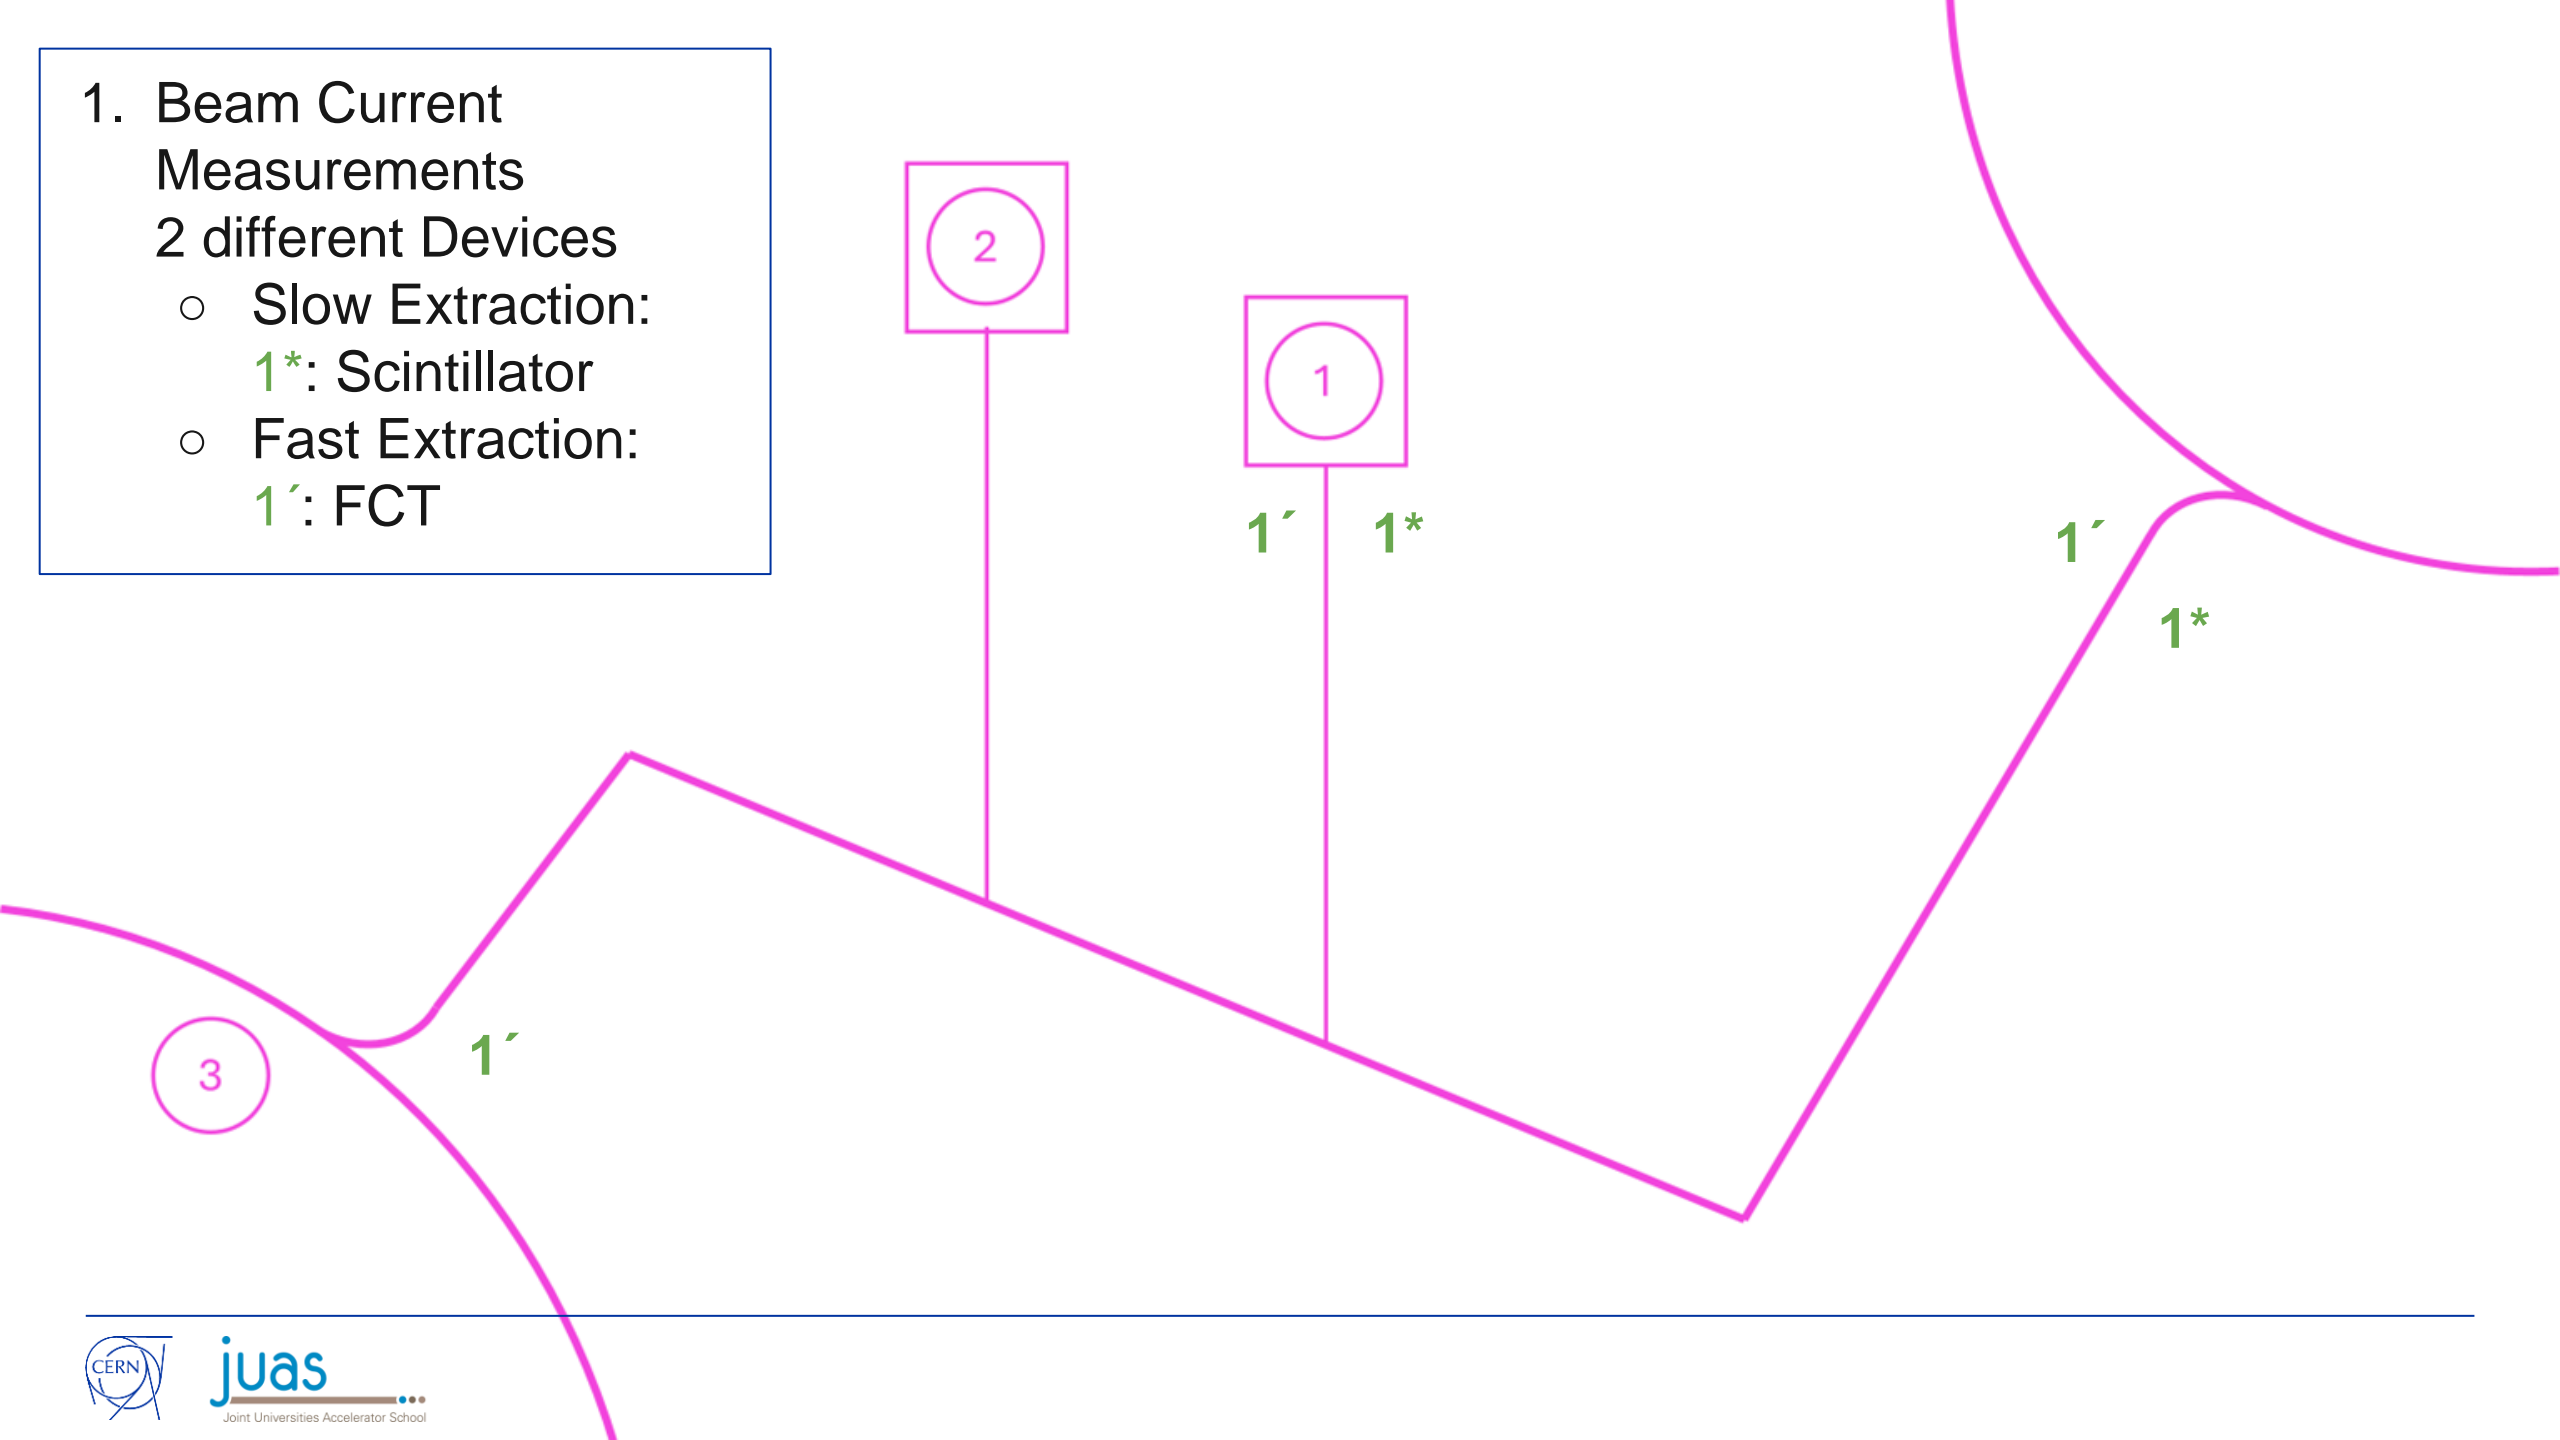 1. Beam Current
Measurements
2 different Devices
○ Slow Extraction:
1*: Scintillator
○ Fast Extraction:
1´: FCT
2
1
1´ 1*
1´
1*
3
1´
CERN
juas
Joint Universities Accelerator School